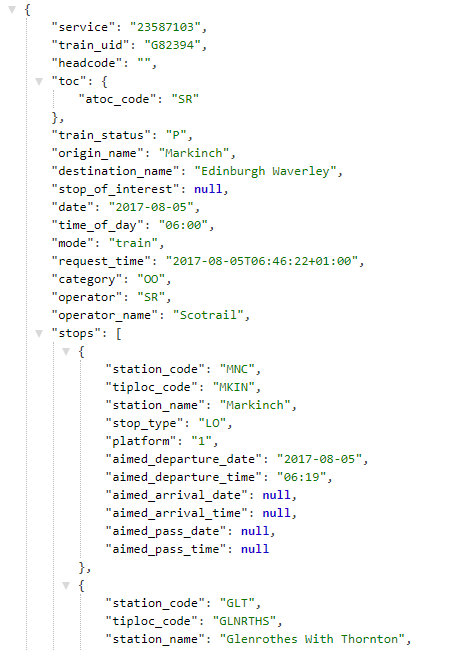 {
"service": "23587103",
"train_uid": "G82394",
"headcode": "",
"toc": {
"atoc_code": "SR"
},
"train_status": "P",
"origin_name": "Markinch",
"destination_name": "Edinburgh Waverley",
"stop_of_interest": null,
"date": "2017-08-05",
"time_of_day": "06:00",
"mode": "train",
"request_time": "2017-08-05T06:46:22+01:00",
"category": "OO",
"operator": "SR",
"operator_name": "Scotrail",
"stops": [
{
"station_code": "MNC",
"tiploc_code": "MKIN",
"station_name": "Markinch",
"stop_type": "LO",
"platform": "1",
"aimed_departure_date": "2017-08-05",
"aimed_departure_time": "06:19",
"aimed_arrival_date": null,
"aimed_arrival_time": null,
"aimed_pass_date": null,
"aimed_pass_time": null
},
{
"station_code": "GLT",
"tiploc_code": "GLNRTHS",
"station_name": "Glenrothes With Thornton",